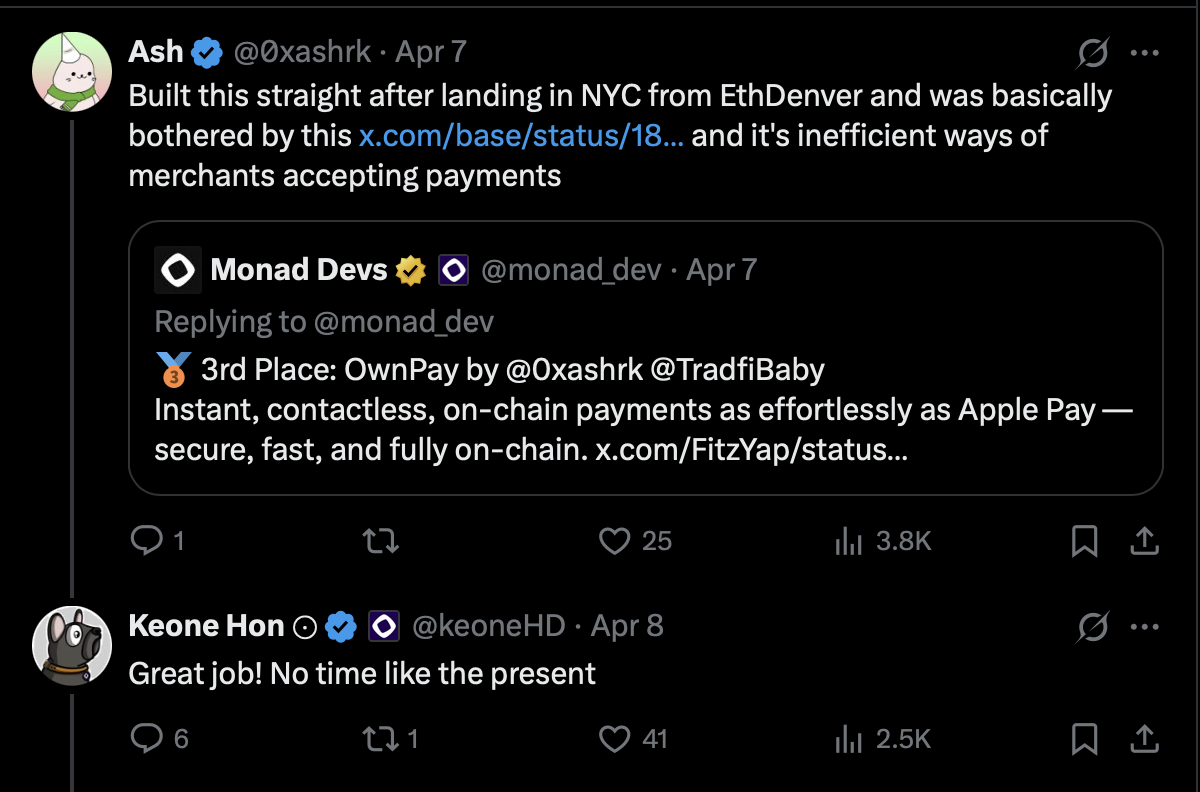 Ash @0xashrk · Apr 7
Built this straight after landing in NYC from EthDenver and was basically
bothered by this x.com/base/status/18... and it's inefficient ways of
merchants accepting payments
Monad Devs @monad_dev · Apr 7
Replying to @monad_dev
🥉 3rd Place: OwnPay by @0xashrk @TradfiBaby
Instant, contactless, on-chain payments as effortlessly as Apple Pay —
secure, fast, and fully on-chain. x.com/FitzYap/status...
1 25 3.8K
Keone Hon @keoneHD · Apr 8
Great job! No time like the present
6 1 41 2.5K